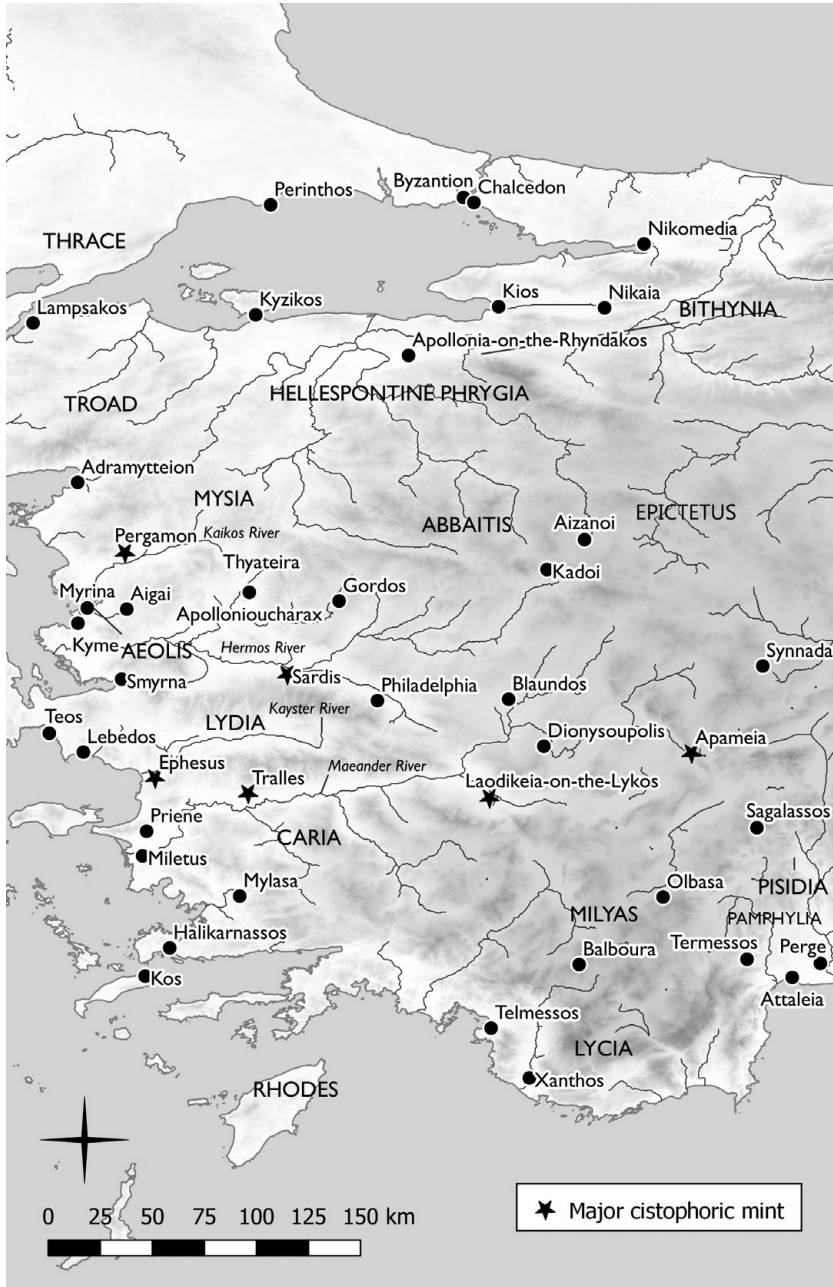 Byzantion
Perinthos
Chalcedon
THRACE
Nikomedia
Lampsakos
Kyzikos
Kios
Nikaia
BITHYNIA
Apollonia-on-the-Rhyndakos
TROAD
HELLESPONTINE PHRYGIA
Adramytteion
MYSIA
ABBAITIS
EPICTETUS
Aizanoi
Pergamon
Kaikos River
Thyateira
Kadoi
Myrina
Aigai
Gordos
Apollonioucharax
Kyme
AEOLIS
Hermos River
Synnada
Smyrna
Sardis
Philadelphia
Blaundos
Teos
LYDIA
Kayster River
Lebedos
Dionysoupolis
Apameia
Ephesus
Tralles
Maeander River
Laodikeia-on-the-Lykos
Priene
CARIA
Sagalassos
Miletus
Mylasa
Olbasa
PISIDIA
MILYAS
PAMPHYLIA
Halikarnassos
Balboura
Termessos
Perge
Kos
Attaleia
Telmessos
LYCIA
RHODES
Xanthos
0 25 50 75 100 150 km
Major cistophoric mint